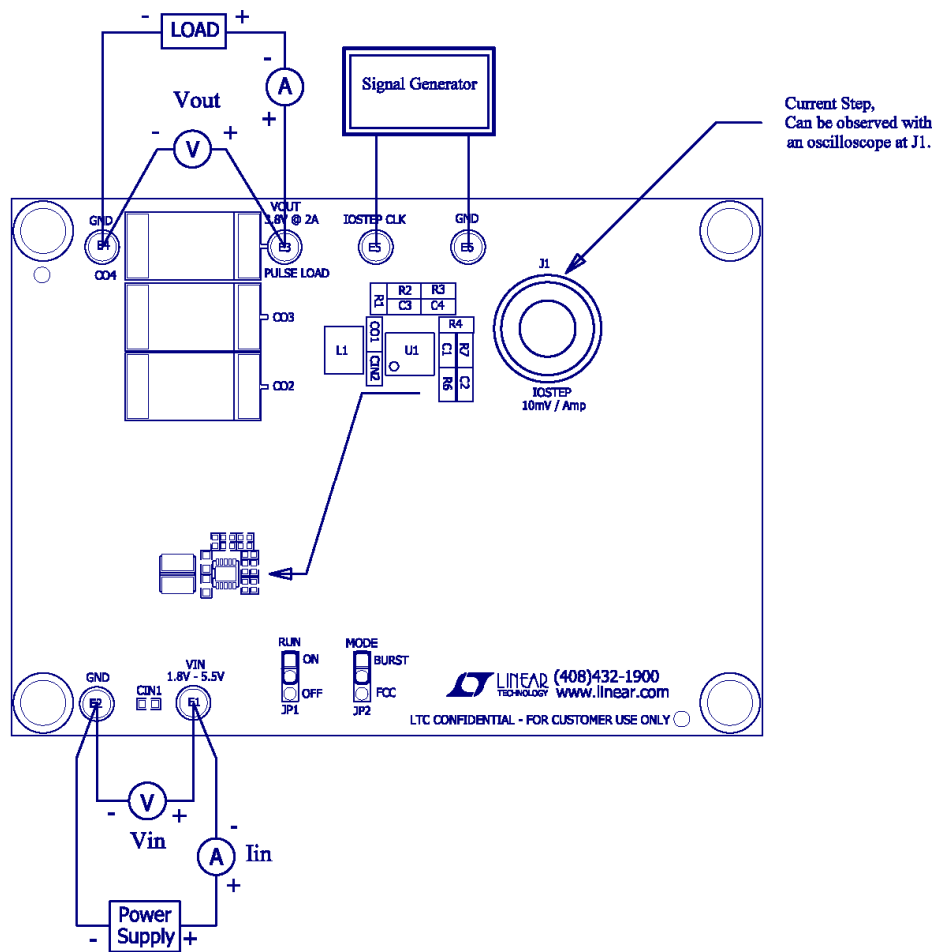 - LOAD +
-
A
+
Vout
- V +
Signal Generator
Current Step,
Can be observed with
an oscilloscope at J1.
GND
E4
CO4
VOUT
3.8V @ 2A
E3
PULSE LOAD
IOSTEP CLK
E5
GND
E6
J1
CO3
CO2
R1
R2 R3
C3 C4
R4
L1
CO1
CIN2
U1
C1
R7
R6
C2
IOSTEP
10mV / Amp
RUN
ON
OFF
JP1
MODE
BURST
FCC
JP2
GND
E2
CIN1
VIN
1.8V - 5.5V
E1
LINEAR
TECHNOLOGY
(408)432-1900
www.linear.com
LTC CONFIDENTIAL - FOR CUSTOMER USE ONLY
- V +
Vin
-
A
+
Iin
- Power
Supply +